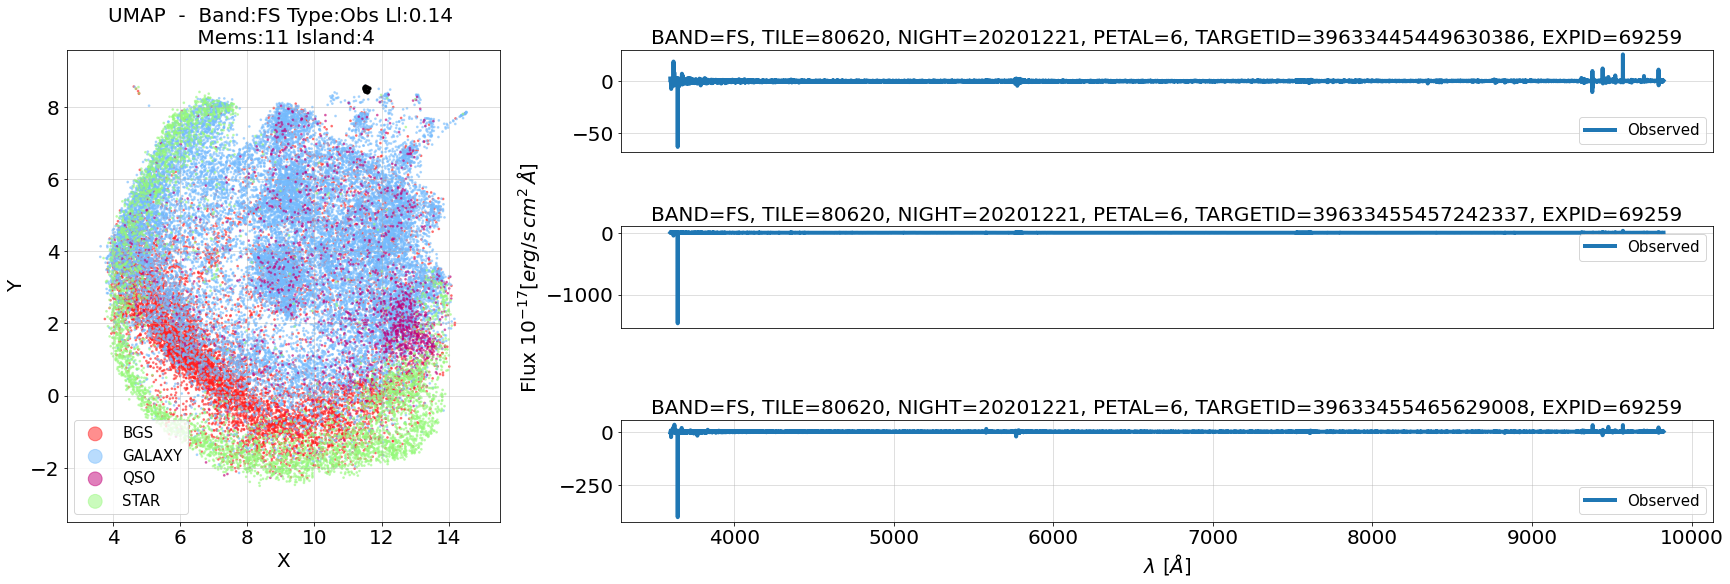 UMAP - Band:FS Type:Obs Ll:0.14
Mems:11 Island:4
8
6
4
2
0
−2
Y
4
6
8
10
12
14
X
BGS
GALAXY
QSO
STAR
Flux 10⁻¹⁷[erg/s cm² Å]
BAND=FS, TILE=80620, NIGHT=20201221, PETAL=6, TARGETID=39633445449630386, EXPID=69259
0
−50
Observed
BAND=FS, TILE=80620, NIGHT=20201221, PETAL=6, TARGETID=39633455457242337, EXPID=69259
0
−1000
Observed
BAND=FS, TILE=80620, NIGHT=20201221, PETAL=6, TARGETID=39633455465629008, EXPID=69259
0
−250
Observed
4000
5000
6000
7000
8000
9000
10000
λ [Å]